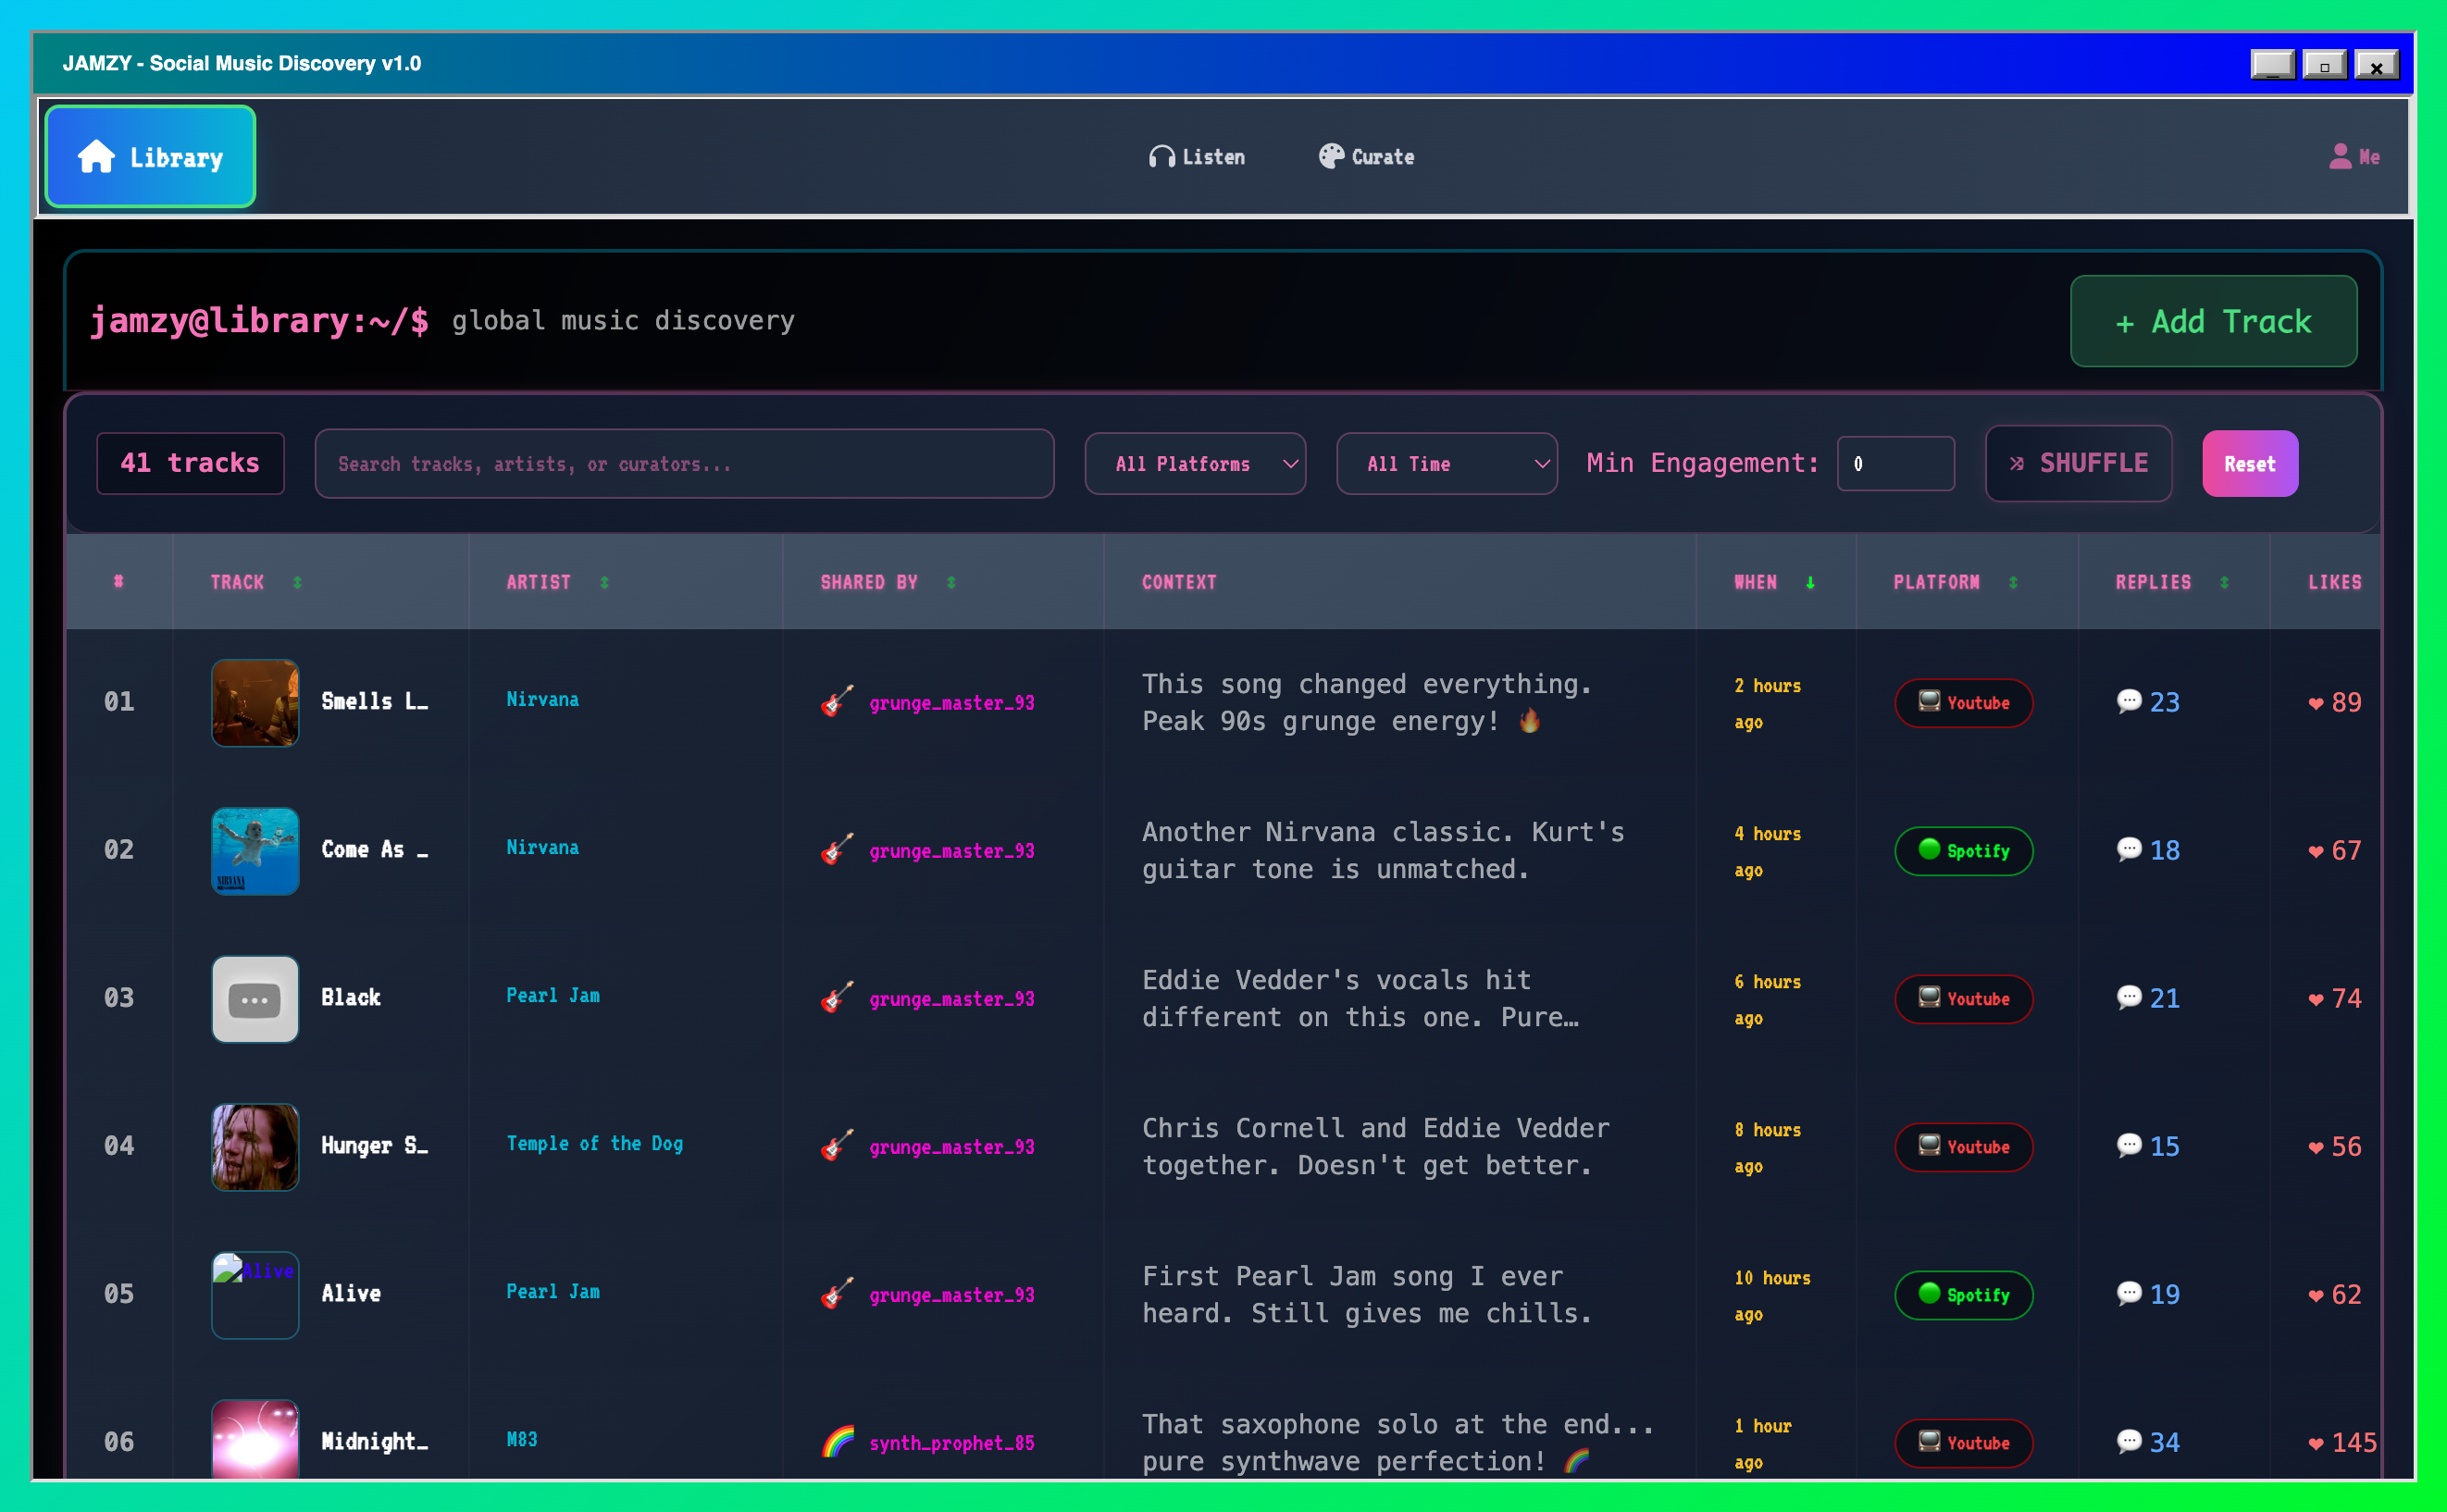 JAMZY - Social Music Discovery v1.0
Library
Listen
Curate
Me
jamzy@library:~/$ global music discovery
+ Add Track
41 tracks
Search tracks, artists, or curators...
All Platforms
All Time
Min Engagement: 0
SHUFFLE
Reset
# TRACK ARTIST SHARED BY CONTEXT WHEN PLATFORM REPLIES LIKES
01 Smells L… Nirvana grunge_master_93
This song changed everything.
Peak 90s grunge energy! 🔥
2 hours
ago
Youtube 23 89
02 NIRVANA Come As … Nirvana grunge_master_93
Another Nirvana classic. Kurt's
guitar tone is unmatched.
4 hours
ago
Spotify 18 67
03 Black Pearl Jam grunge_master_93
Eddie Vedder's vocals hit
different on this one. Pure…
6 hours
ago
Youtube 21 74
04 Hunger S… Temple of the Dog grunge_master_93
Chris Cornell and Eddie Vedder
together. Doesn't get better.
8 hours
ago
Youtube 15 56
05 Alive Alive Pearl Jam grunge_master_93
First Pearl Jam song I ever
heard. Still gives me chills.
10 hours
ago
Spotify 19 62
06 Midnight… M83 synth_prophet_85
That saxophone solo at the end...
pure synthwave perfection! 🌈
1 hour
ago
Youtube 34 145